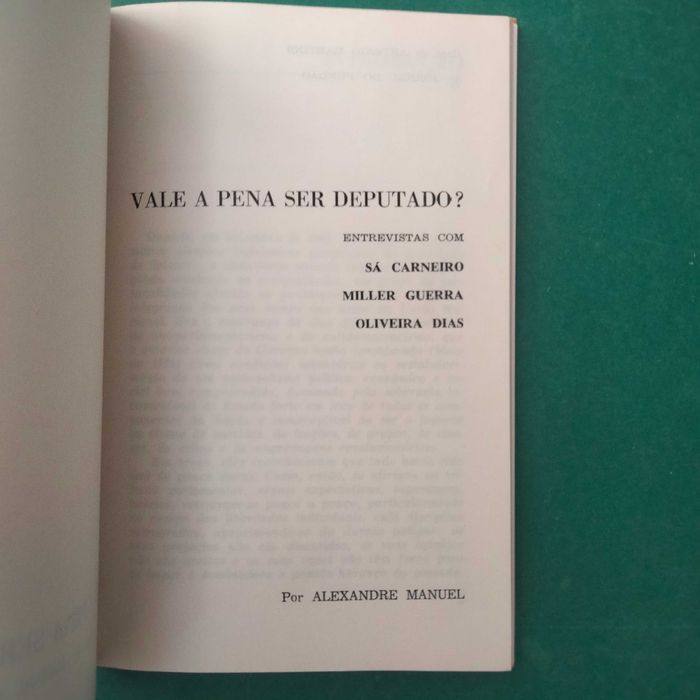 VALE A PENA SER DEPUTADO?
ENTREVISTAS COM
SÁ CARNEIRO
MILLER GUERRA
OLIVEIRA DIAS
Por ALEXANDRE MANUEL